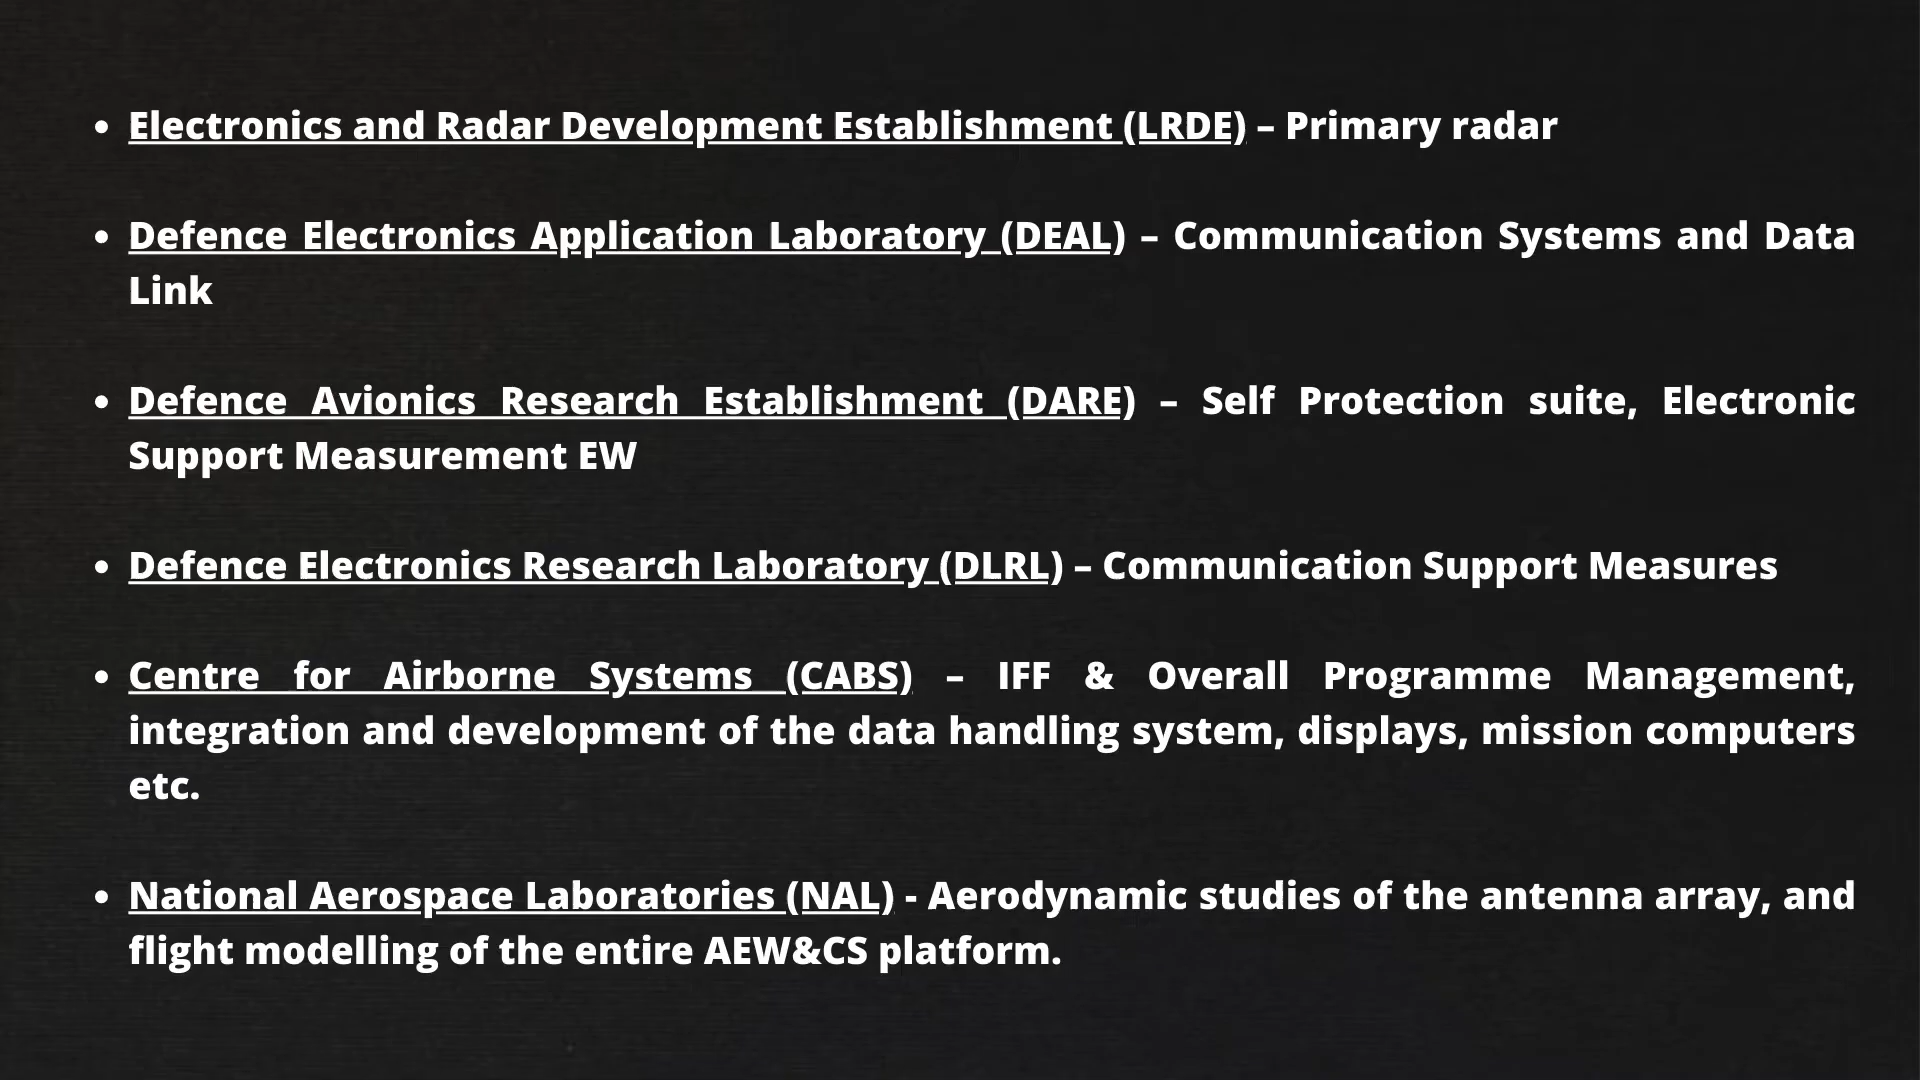 • Electronics and Radar Development Establishment (LRDE) – Primary radar
• Defence Electronics Application Laboratory (DEAL) – Communication Systems and Data
Link
• Defence Avionics Research Establishment (DARE) – Self Protection suite, Electronic
Support Measurement EW
• Defence Electronics Research Laboratory (DLRL) – Communication Support Measures
• Centre for Airborne Systems (CABS) – IFF & Overall Programme Management,
integration and development of the data handling system, displays, mission computers
etc.
• National Aerospace Laboratories (NAL) - Aerodynamic studies of the antenna array, and
flight modelling of the entire AEW&CS platform.